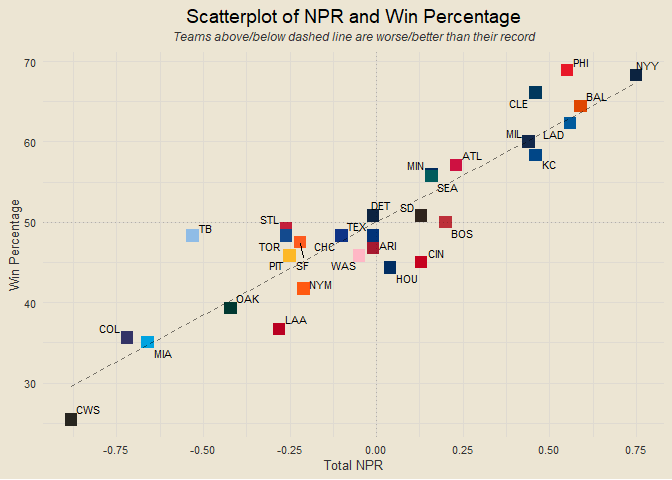 Scatterplot of NPR and Win Percentage
Teams above/below dashed line are worse/better than their record
70
PHI
NYY
CLE
BAL
MIL
LAD
60
KC
ATL
MIN
SEA
DET
SD
50
STL
TB
TEX
BOS
TOR
CHC
ARI
CIN
PIT
SF
WAS
HOU
NYM
OAK
40
LAA
COL
MIA
30
CWS
Win Percentage
-0.75
-0.50
-0.25
0.00
0.25
0.50
0.75
Total NPR